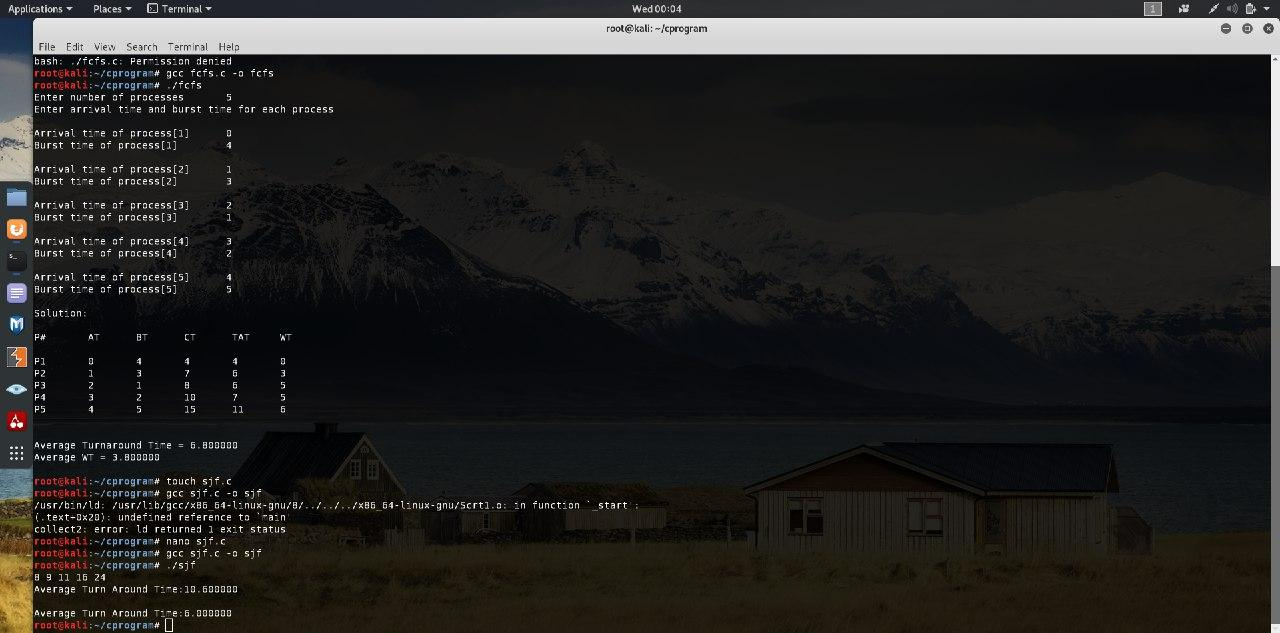 Applications Places Terminal Wed 00:04 1
root@kali: ~/cprogram
File Edit View Search Terminal Help
bash: ./fcfs.c: Permission denied
root@kali:~/cprogram# gcc fcfs.c -o fcfs
root@kali:~/cprogram# ./fcfs
Enter number of processes 5
Enter arrival time and burst time for each process
Arrival time of process[1] 0
Burst time of process[1] 4
Arrival time of process[2] 1
Burst time of process[2] 3
Arrival time of process[3] 2
Burst time of process[3] 1
Arrival time of process[4] 3
Burst time of process[4] 2
Arrival time of process[5] 4
Burst time of process[5] 5
Solution:
P# AT BT CT TAT WT
P1 0 4 4 4 0
P2 1 3 7 6 3
P3 2 1 8 6 5
P4 3 2 10 7 5
P5 4 5 15 11 6
Average Turnaround Time = 6.800000
Average WT = 3.800000
root@kali:~/cprogram# touch sjf.c
root@kali:~/cprogram# gcc sjf.c -o sjf
/usr/bin/ld: /usr/lib/gcc/x86_64-linux-gnu/8/../../../x86_64-linux-gnu/Scrt1.o: in function `_start':
(.text+0x20): undefined reference to `main'
collect2: error: ld returned 1 exit status
root@kali:~/cprogram# nano sjf.c
root@kali:~/cprogram# gcc sjf.c -o sjf
root@kali:~/cprogram# ./sjf
8 9 11 16 24
Average Turn Around Time:10.600000
Average Turn Around Time:6.000000
root@kali:~/cprogram#